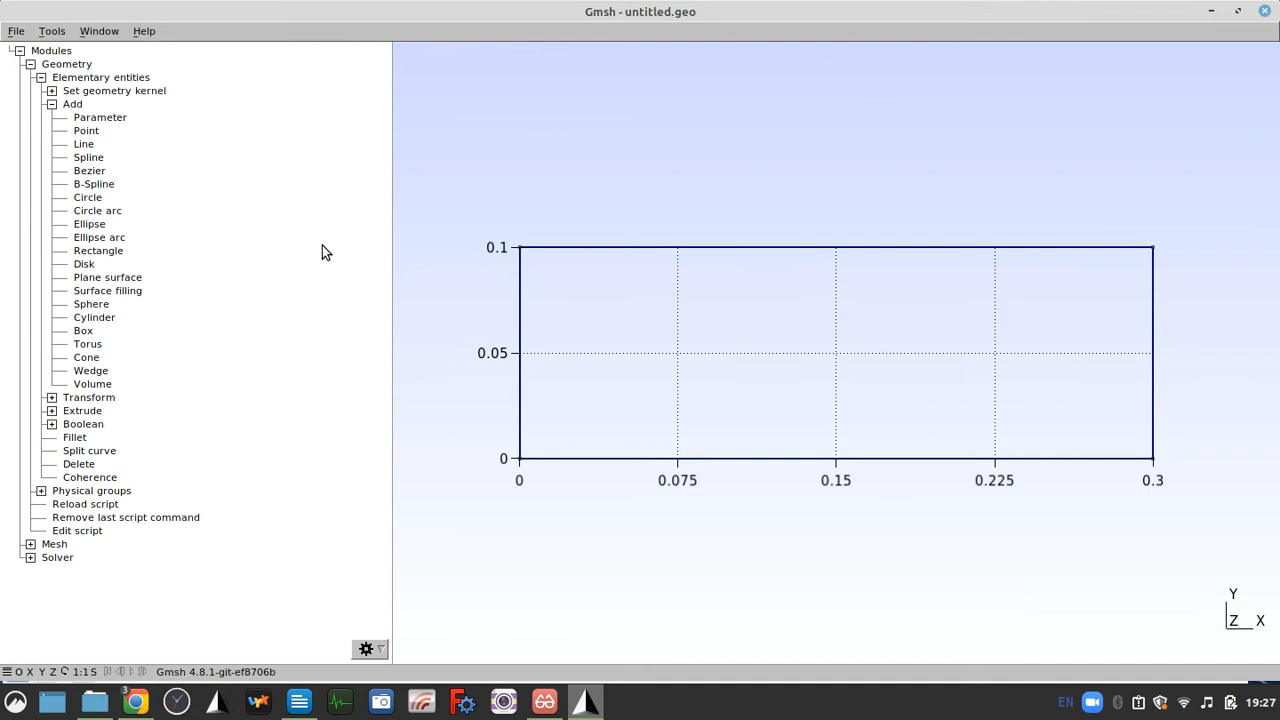 Gmsh - untitled.geo
File Tools Window Help
Modules
Geometry
Elementary entities
Set geometry kernel
Add
Parameter
Point
Line
Spline
Bezier
B-Spline
Circle
Circle arc
Ellipse
Ellipse arc
Rectangle
Disk
Plane surface
Surface filling
Sphere
Cylinder
Box
Torus
Cone
Wedge
Volume
Transform
Extrude
Boolean
Fillet
Split curve
Delete
Coherence
Physical groups
Reload script
Remove last script command
Edit script
Mesh
Solver
0.1
0.05
0
0 0.075 0.15 0.225 0.3
Y
Z X
O X Y Z 1:1 S Gmsh 4.8.1-git-ef8706b
3
EN 19:27